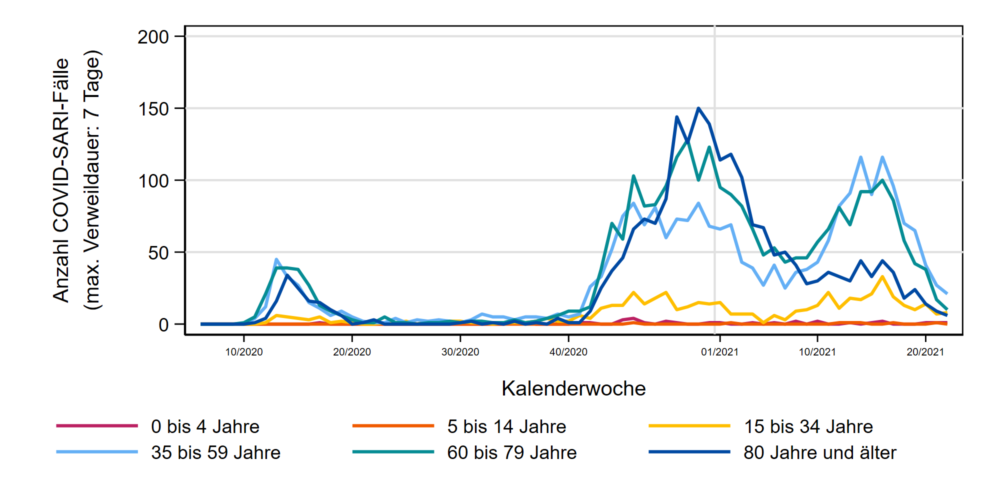 Anzahl COVID-SARI-Fälle
(max. Verweildauer: 7 Tage)
200
150
100
50
0
10/2020 20/2020 30/2020 40/2020 01/2021 10/2021 20/2021
Kalenderwoche
0 bis 4 Jahre 5 bis 14 Jahre 15 bis 34 Jahre
35 bis 59 Jahre 60 bis 79 Jahre 80 Jahre und älter